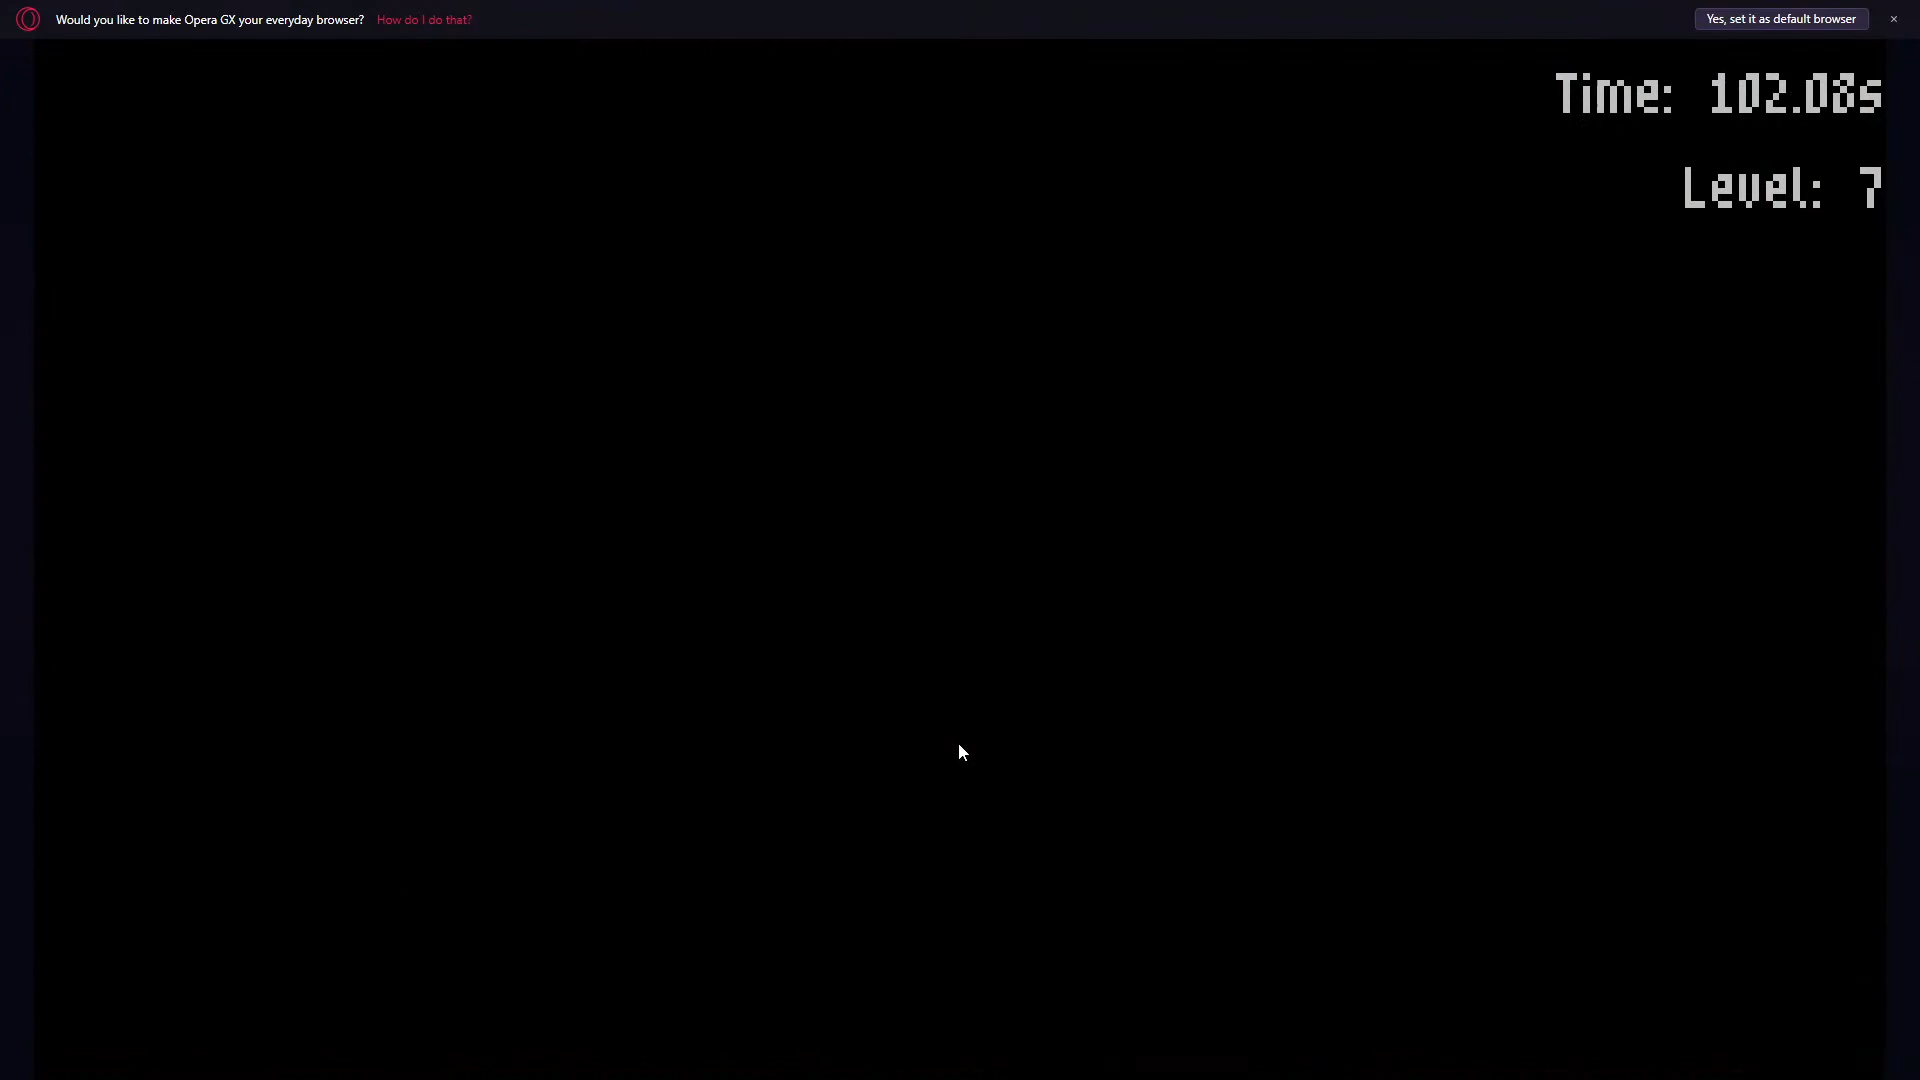 Would you like to make Opera GX your everyday browser? How do I do that? Yes, set it as default browser
Time: 102.08s
Level: 7